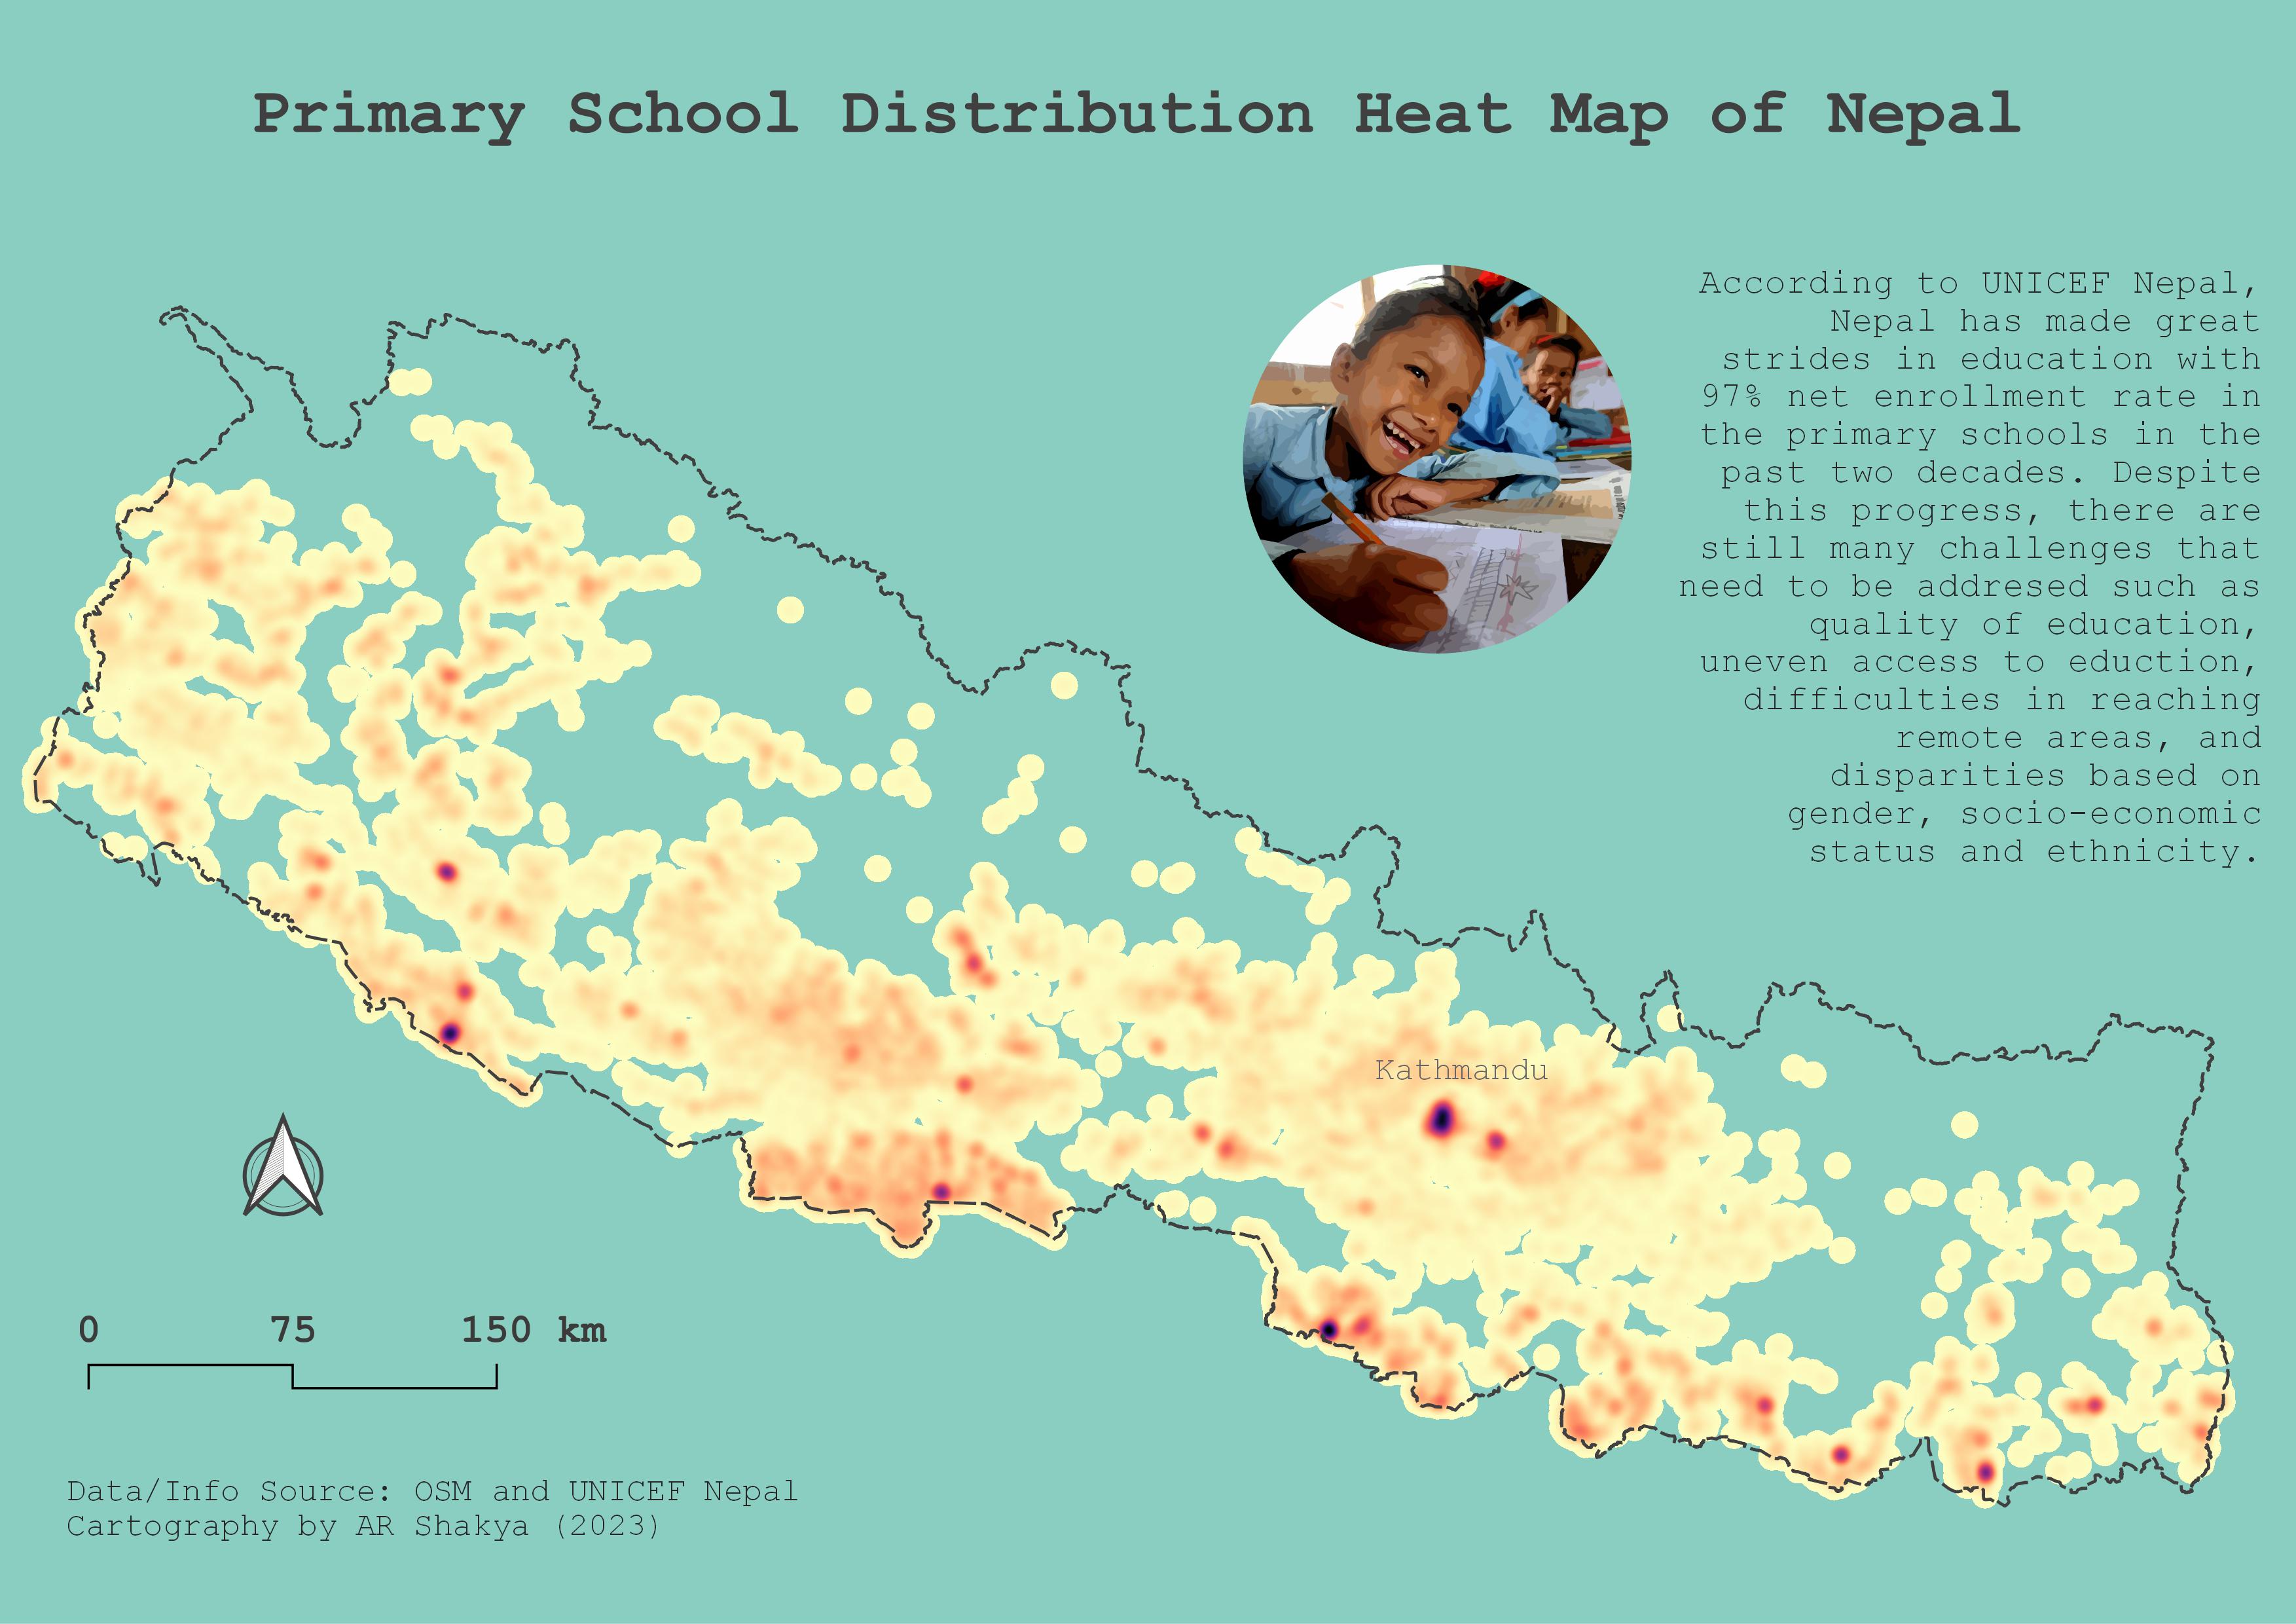 Primary School Distribution Heat Map of Nepal
According to UNICEF Nepal,
Nepal has made great
strides in education with
97% net enrollment rate in
the primary schools in the
past two decades. Despite
this progress, there are
still many challenges that
need to be addresed such as
quality of education,
uneven access to eduction,
difficulties in reaching
remote areas, and
disparities based on
gender, socio-economic
status and ethnicity.
Kathmandu
0 75 150 km
Data/Info Source: OSM and UNICEF Nepal
Cartography by AR Shakya (2023)